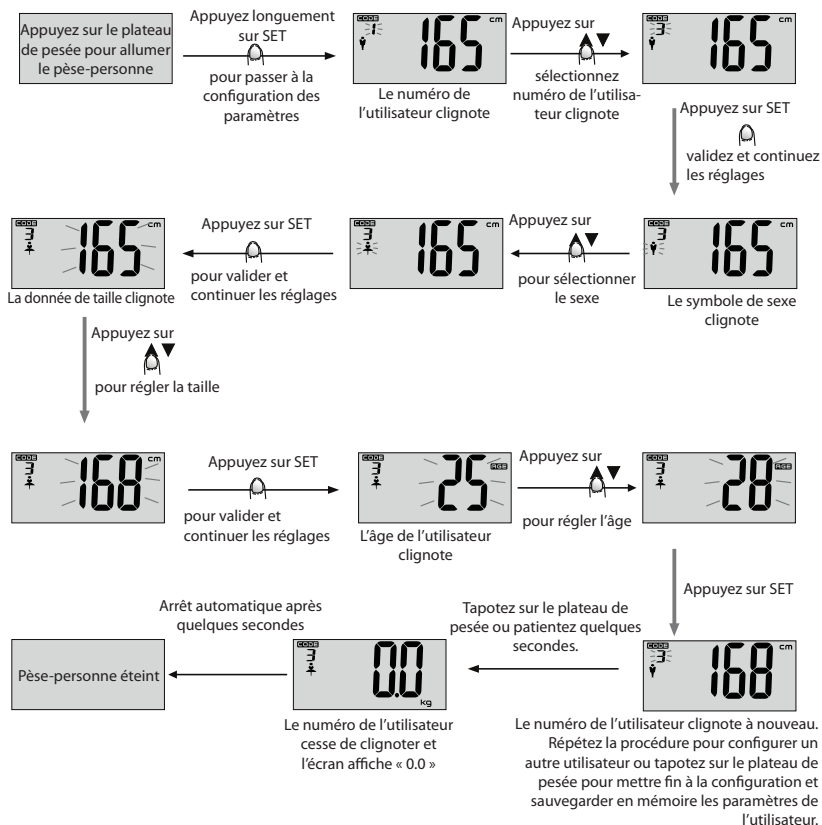 Appuyez sur le plateau
de pesée pour allumer
le pèse-personne
Appuyez longuement
sur SET
pour passer à la
configuration des
paramètres
CODE
1
165 cm
Le numéro de
l'utilisateur clignote
Appuyez sur
▲▼
sélectionnez
numéro de l'utilisa-
teur clignote
CODE
3
165 cm
Appuyez sur SET
validez et continuez
les réglages
CODE
3
165 cm
Le symbole de sexe
clignote
Appuyez sur
▲▼
pour sélectionner
le sexe
CODE
3
165 cm
Appuyez sur SET
pour valider et
continuer les réglages
CODE
3
165 cm
La donnée de taille clignote
Appuyez sur
▲▼
pour régler la taille
CODE
3
168 cm
Appuyez sur SET
pour valider et
continuer les réglages
CODE
3
25 AGE
L'âge de l'utilisateur
clignote
Appuyez sur
▲▼
pour régler l'âge
CODE
3
28 AGE
Appuyez sur SET
CODE
3
168 cm
Le numéro de l'utilisateur clignote à nouveau.
Répétez la procédure pour configurer un
autre utilisateur ou tapotez sur le plateau de
pesée pour mettre fin à la configuration et
sauvegarder en mémoire les paramètres de
l'utilisateur.
Tapotez sur le plateau de
pesée ou patientez quelques
secondes.
CODE
3
0.0
kg
Le numéro de l'utilisateur
cesse de clignoter et
l'écran affiche « 0.0 »
Arrêt automatique après
quelques secondes
Pèse-personne éteint